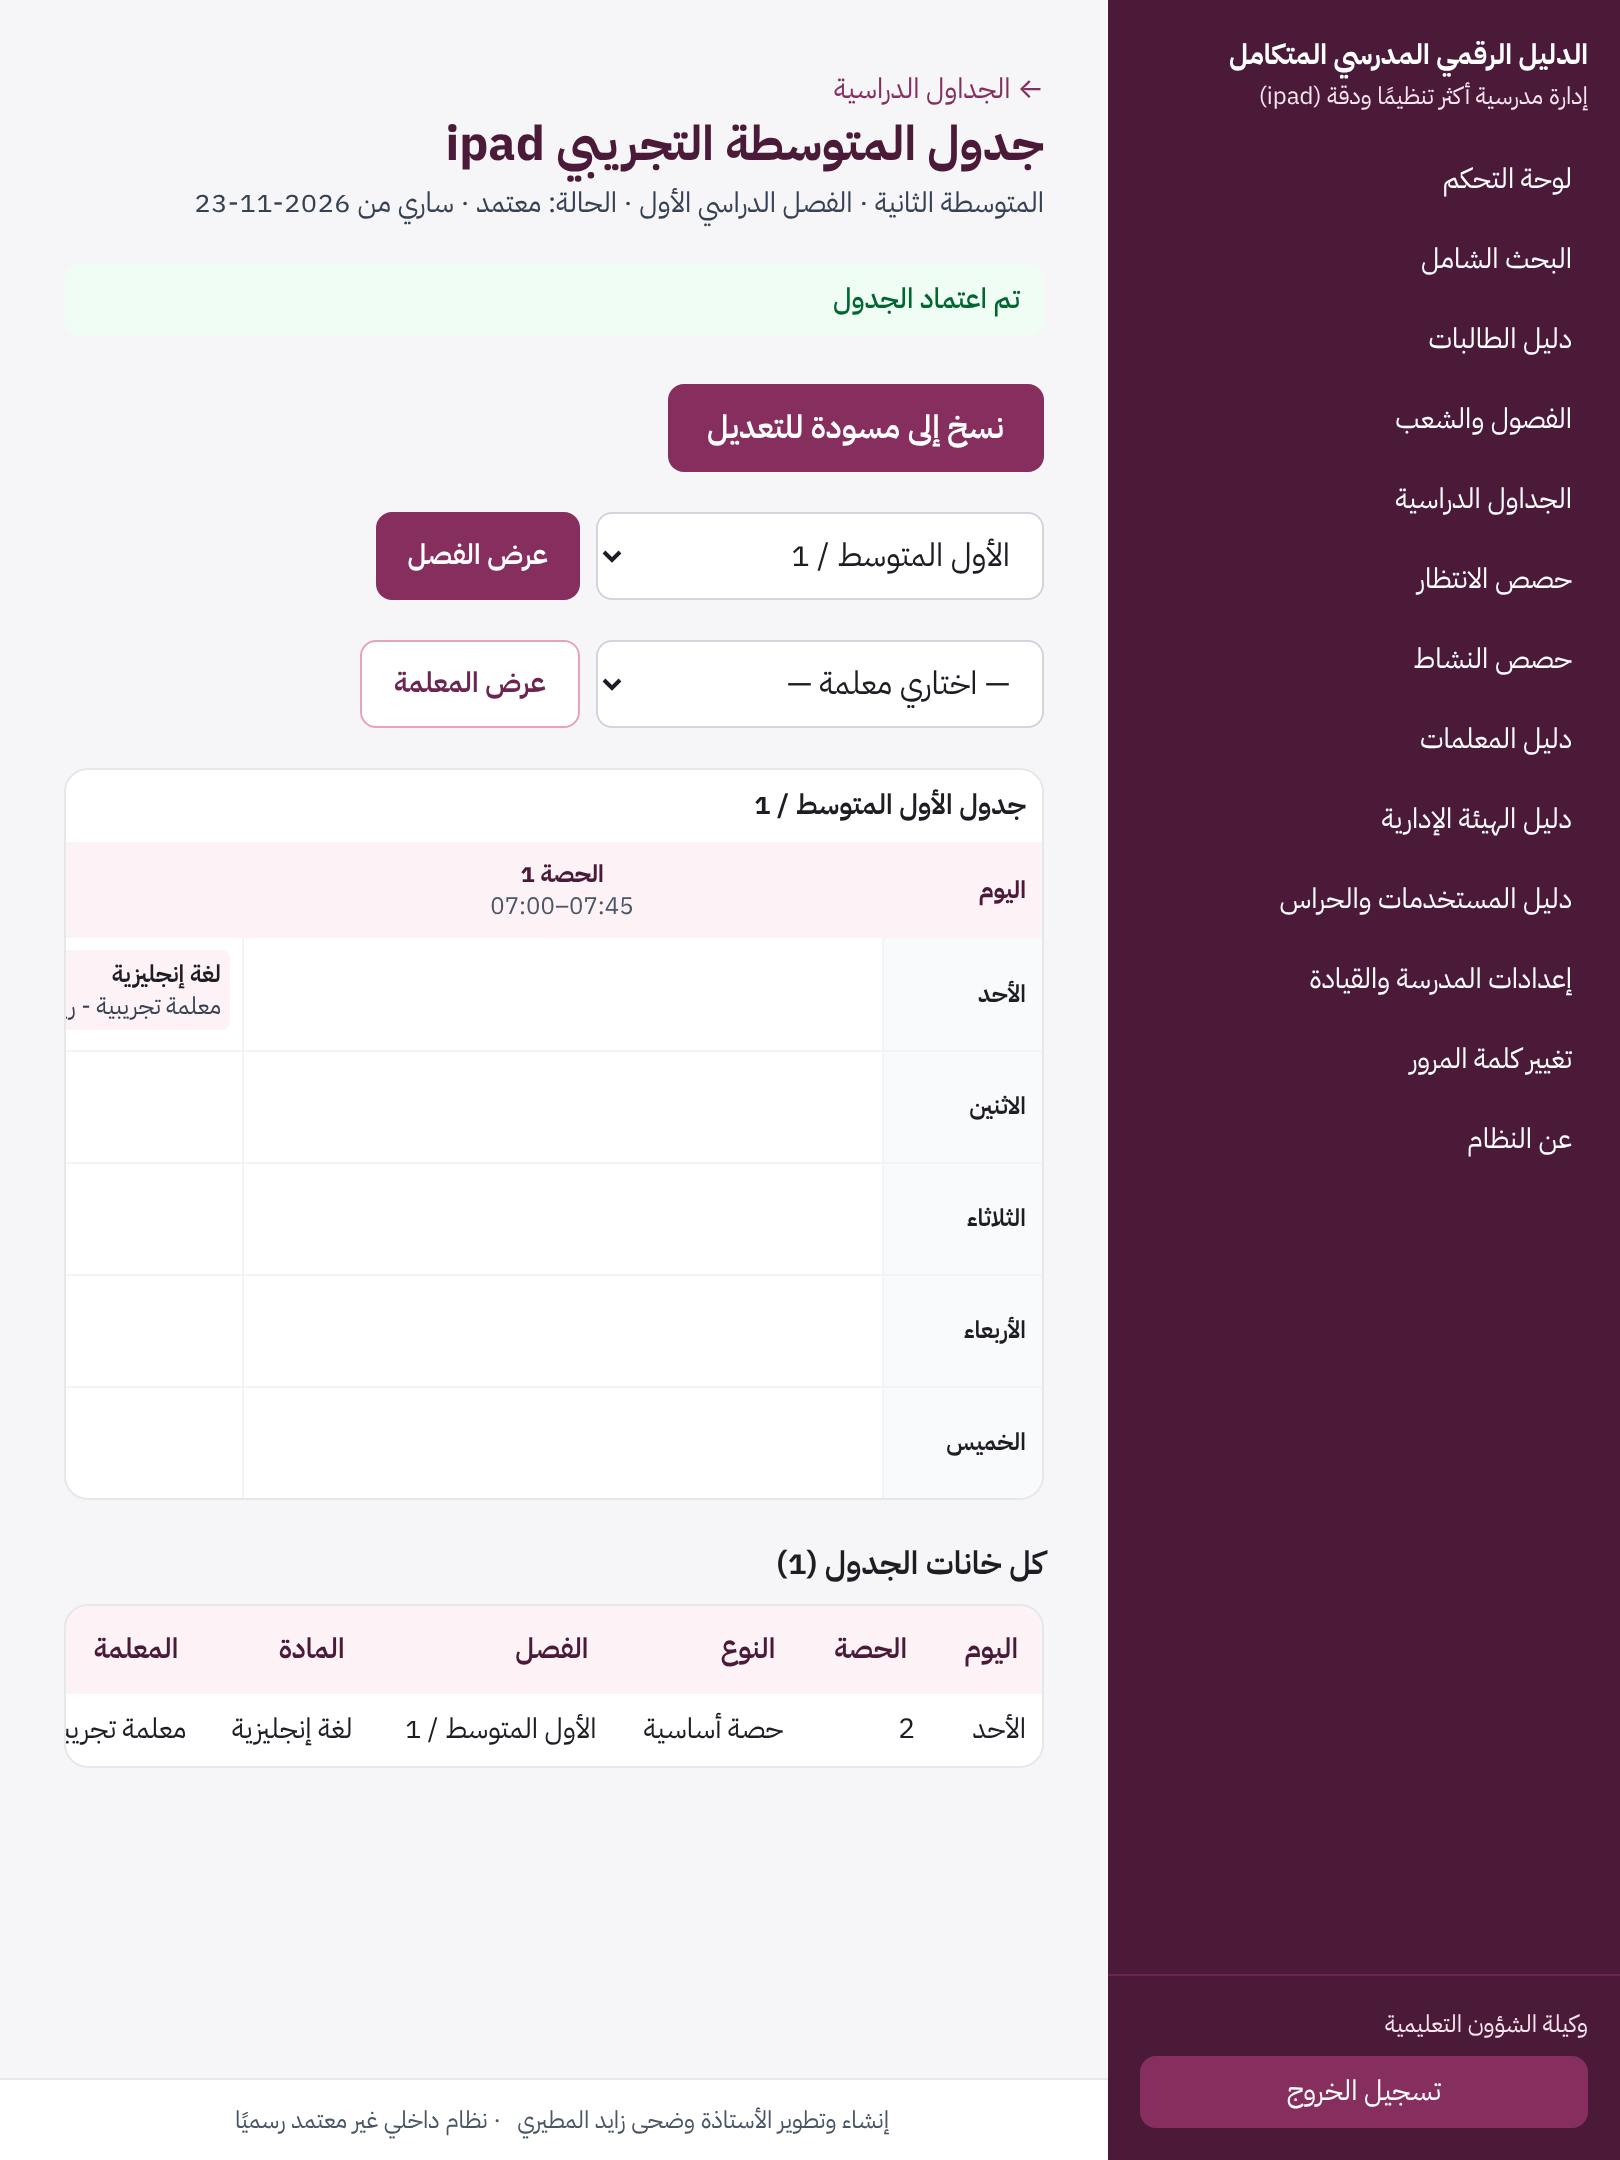 الدليل الرقمي المدرسي المتكامل
إدارة مدرسية أكثر تنظيمًا ودقة (ipad)
لوحة التحكم
البحث الشامل
دليل الطالبات
الفصول والشعب
الجداول الدراسية
حصص الانتظار
حصص النشاط
دليل المعلمات
دليل الهيئة الإدارية
دليل المستخدمات والحراس
إعدادات المدرسة والقيادة
تغيير كلمة المرور
عن النظام
وكيلة الشؤون التعليمية
تسجيل الخروج
← الجداول الدراسية
جدول المتوسطة التجريبي ipad
المتوسطة الثانية · الفصل الدراسي الأول · الحالة: معتمد · ساري من 2026-11-23
تم اعتماد الجدول
نسخ إلى مسودة للتعديل
الأول المتوسط / 1
عرض الفصل
— اختاري معلمة —
عرض المعلمة
جدول الأول المتوسط / 1
اليوم
الحصة 1
07:00–07:45
الأحد
لغة إنجليزية
معلمة تجريبية -
الاثنين
الثلاثاء
الأربعاء
الخميس
كل خانات الجدول (1)
اليوم الحصة النوع الفصل المادة المعلمة
الأحد 2 حصة أساسية الأول المتوسط / 1 لغة إنجليزية معلمة
إنشاء وتطوير الأستاذة وضحى زايد المطيري · نظام داخلي غير معتمد رسميًا